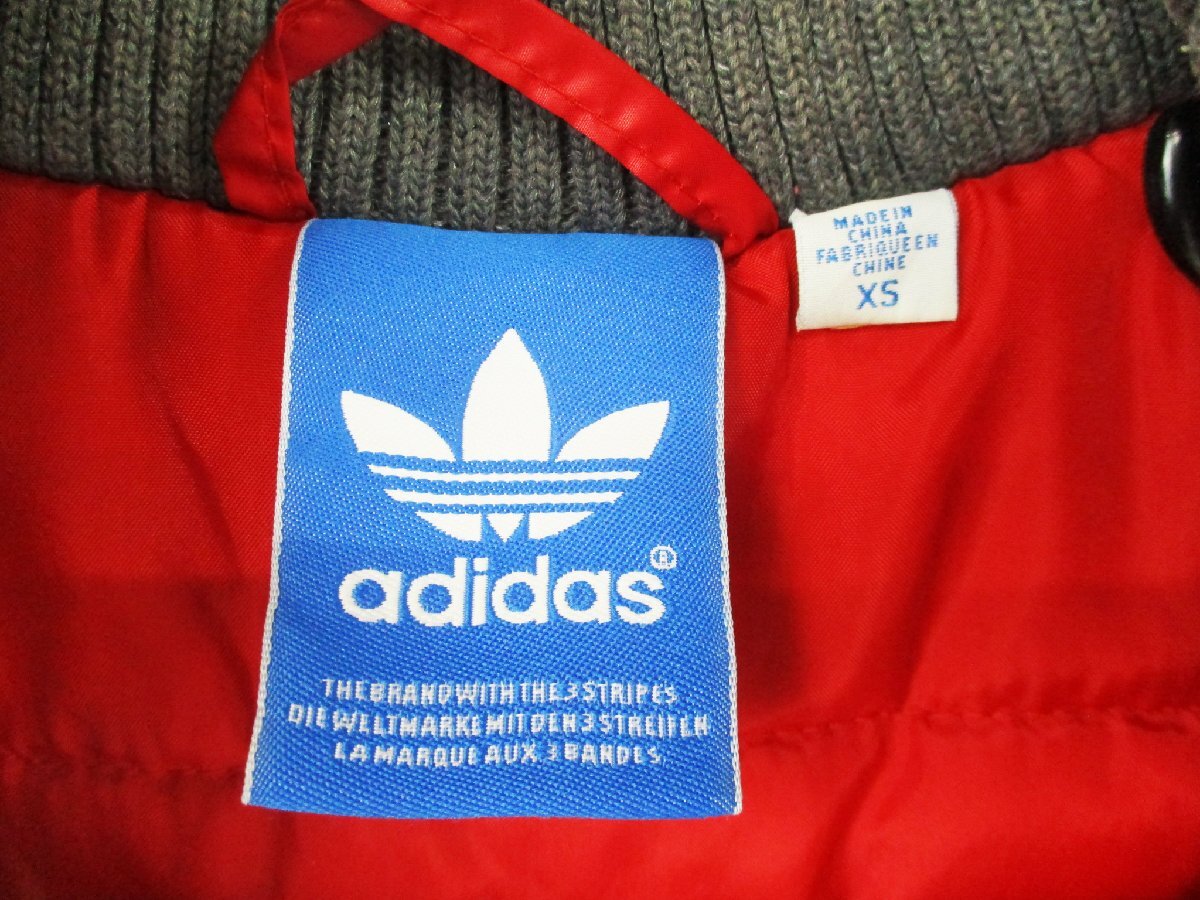 MADE IN
CHINA
FABRIQUE EN
CHINE
XS
adidas®
THE BRAND WITH THE 3 STRIPES
DIE WELTMARKE MIT DEN 3 STREIFEN
LA MARQUE AUX 3 BANDES